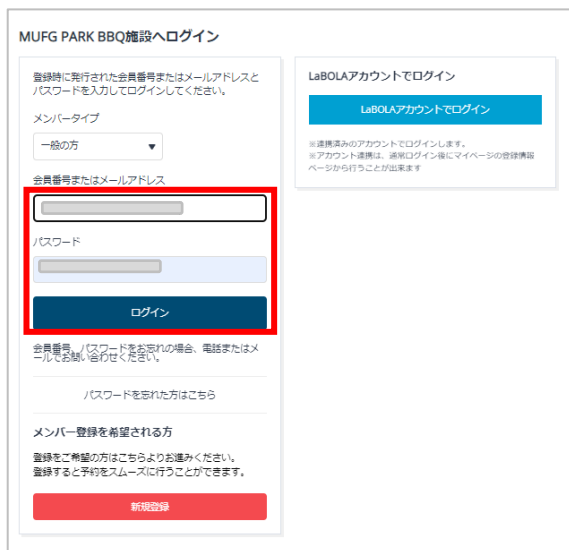 MUFG PARK BBQ施設へログイン
登録時に発行された会員番号またはメールアドレスと
パスワードを入力してログインしてください。
メンバータイプ
一般の方
会員番号またはメールアドレス
パスワード
ログイン
会員番号、パスワードをお忘れの場合、電話またはメ
ールでお問い合わせください。
パスワードを忘れた方はこちら
メンバー登録を希望される方
登録をご希望の方はこちらよりお進みください。
登録すると予約をスムーズに行うことができます。
新規登録
LaBOLAアカウントでログイン
LaBOLAアカウントでログイン
※連携済みのアカウントでログインします。
※アカウント連携は、通常ログイン後にマイページの登録情報
ページから行うことが出来ます